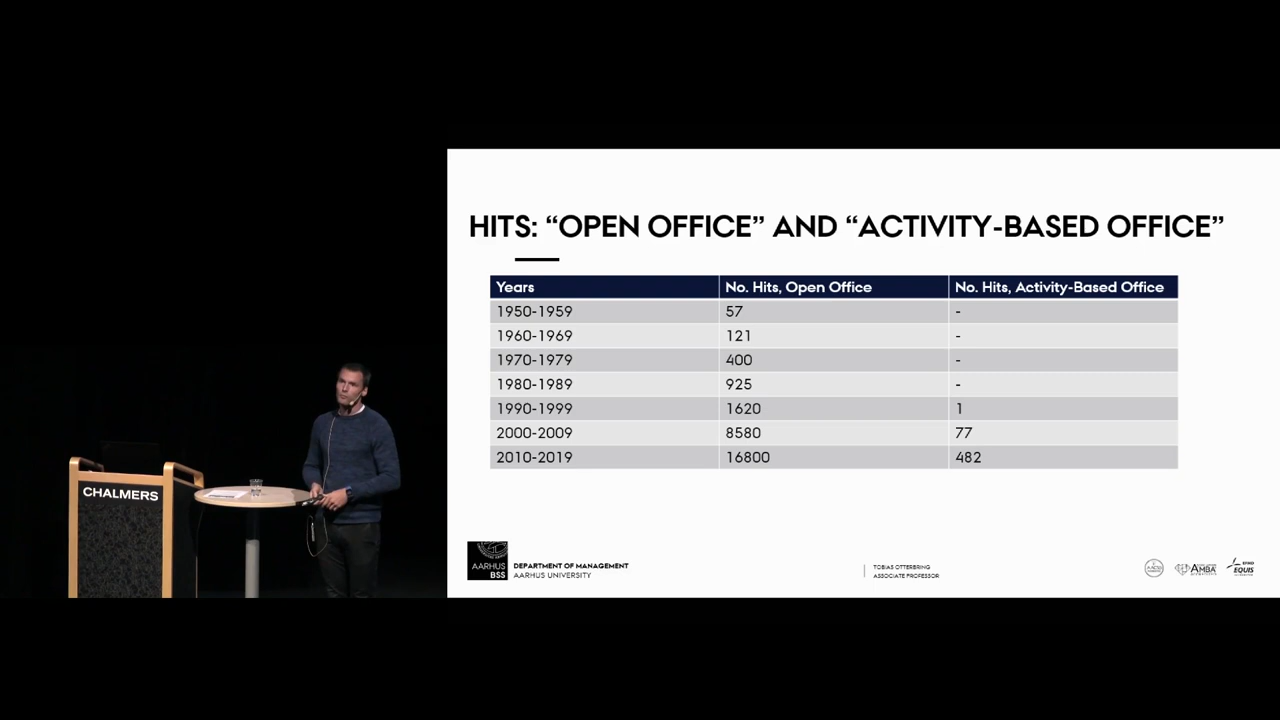 HITS: “OPEN OFFICE” AND “ACTIVITY-BASED OFFICE”
Years No. Hits, Open Office No. Hits, Activity-Based Office
1950-1959 57 -
1960-1969 121 -
1970-1979 400 -
1980-1989 925 -
1990-1999 1620 1
2000-2009 8580 77
2010-2019 16800 482
CHALMERS
AARHUS
BSS
DEPARTMENT OF MANAGEMENT
AARHUS UNIVERSITY
TOBIAS OTTERBRING
ASSOCIATE PROFESSOR
AMBA
EFMD
EQUIS